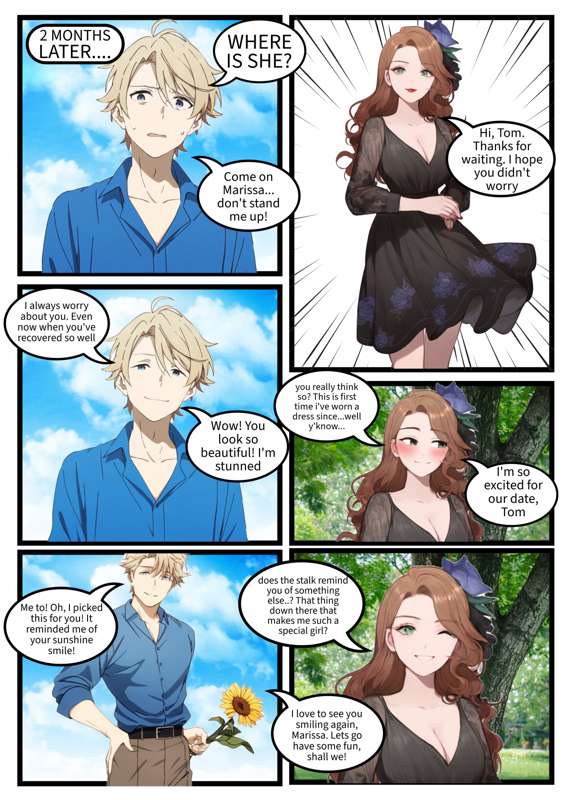 2 MONTHS
LATER....
WHERE
IS SHE?
Come on
Marissa...
don't stand
me up!
Hi, Tom.
Thanks for
waiting. I hope
you didn't
worry
I always worry
about you. Even
now when you've
recovered so well
Wow! You
look so
beautiful! I'm
stunned
you really think
so? This is first
time i've worn a
dress since...well
y'know...
I'm so
excited for
our date,
Tom
Me to! Oh, I picked
this for you! It
reminded me of
your sunshine
smile!
does the stalk remind
you of something
else..? That thing
down there that
makes me such a
special girl?
I love to see you
smiling again,
Marissa. Lets go
have some fun,
shall we!